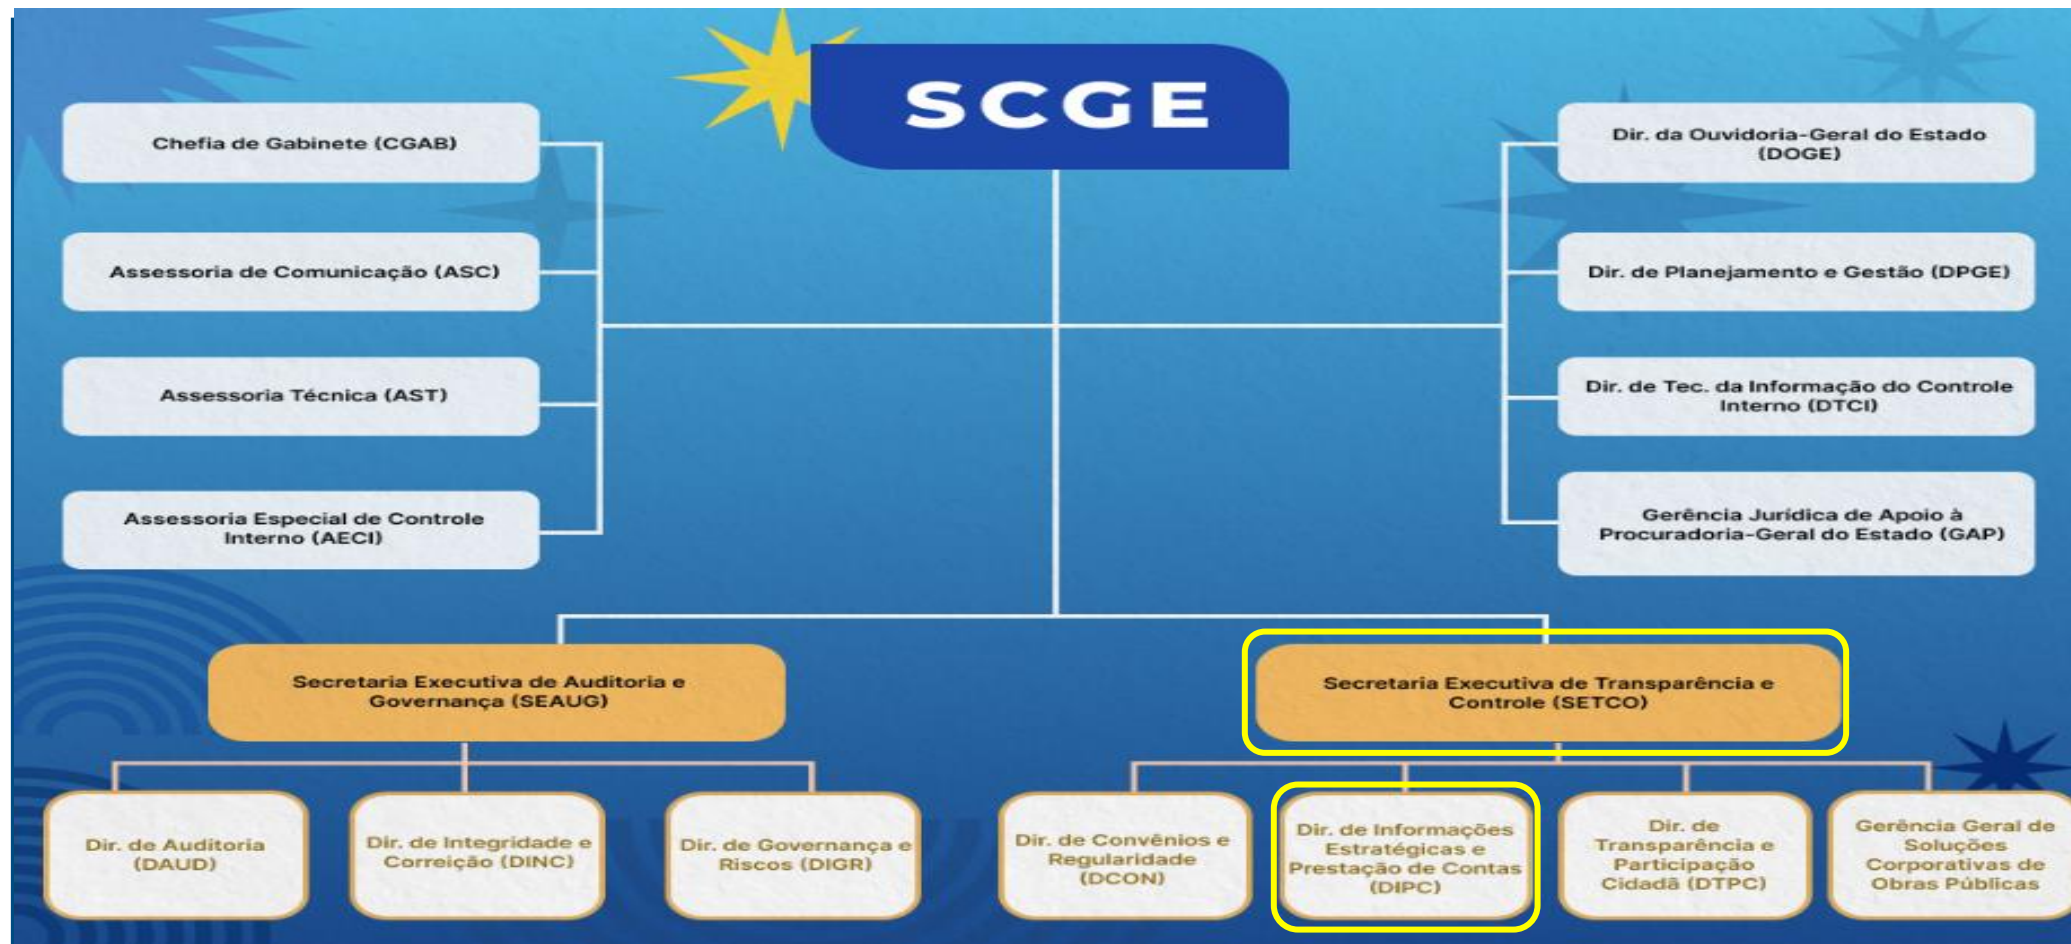 SCGE
Chefia de Gabinete (CGAB)
Assessoria de Comunicação (ASC)
Assessoria Técnica (AST)
Assessoria Especial de Controle
Interno (AECI)
Dir. da Ouvidoria-Geral do Estado
(DOGE)
Dir. de Planejamento e Gestão (DPGE)
Dir. de Tec. da Informação do Controle
Interno (DTCI)
Gerência Jurídica de Apoio à
Procuradoria-Geral do Estado (GAP)
Secretaria Executiva de Auditoria e
Governança (SEAUG)
Secretaria Executiva de Transparência e
Controle (SETCO)
Dir. de Auditoria
(DAUD)
Dir. de Integridade e
Correição (DINC)
Dir. de Governança e
Riscos (DIGR)
Dir. de Convênios e
Regularidade
(DCON)
Dir. de Informações
Estratégicas e
Prestação de Contas
(DIPC)
Dir. de
Transparência e
Participação
Cidadã (DTPC)
Gerência Geral de
Soluções
Corporativas de
Obras Públicas